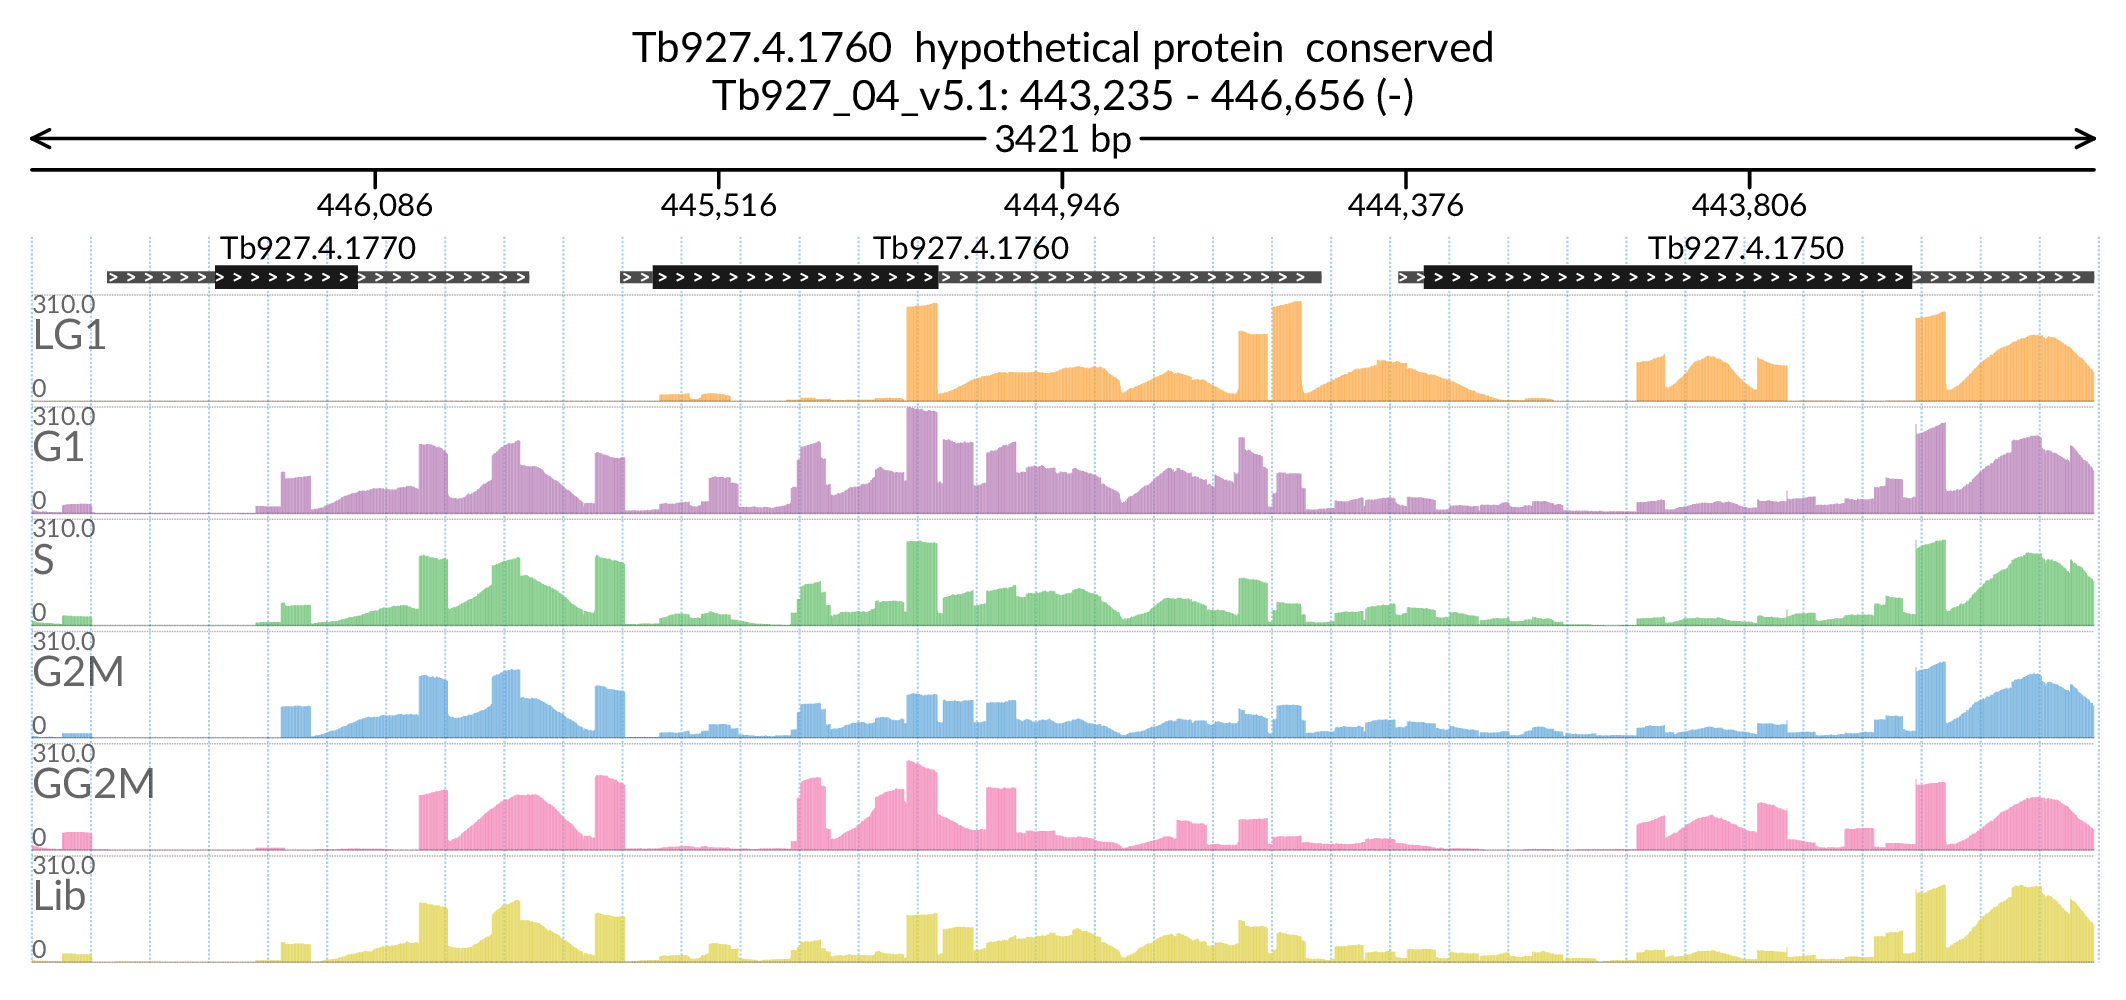 Tb927.4.1760  hypothetical protein  conserved
Tb927_04_v5.1: 443,235 - 446,656 (-)
3421 bp
446,086 445,516 444,946 444,376 443,806
Tb927.4.1770 Tb927.4.1760 Tb927.4.1750
310.0
LG1
0
310.0
G1
0
310.0
S
0
310.0
G2M
0
310.0
GG2M
0
310.0
Lib
0